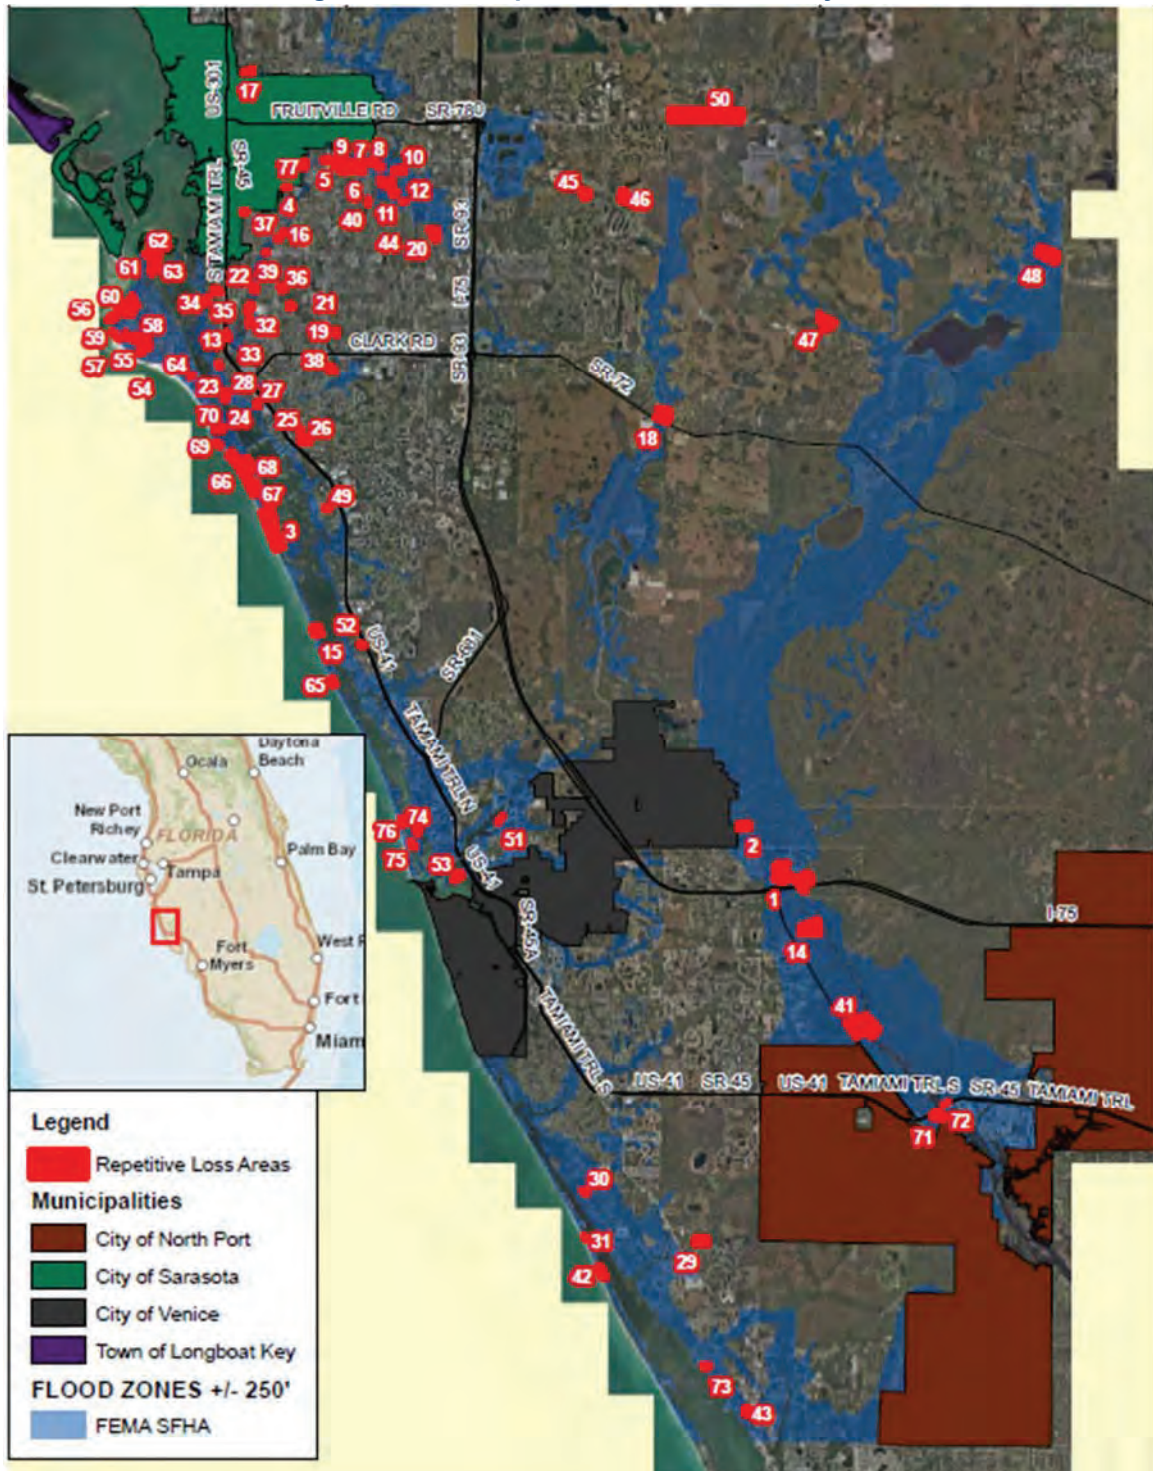 17
50
US-301
FRUITVILLE RD
SR-780
SR-45
9
7
8
10
77
5
6
12
4
40
11
45
46
37
16
44
20
SR-93
S TAMIAMI TRL
62
61
63
48
22
39
36
I-75
60
34
35
21
56
58
32
19
59
13
CLARK RD
47
57
55
64
33
38
SR-93
SR-72
54
23
28
27
70
24
25
26
18
69
68
66
67
49
3
52
US-41
15
SR-681
65
TAMIAMI TRL N
74
76
51
75
53
US-41
2
1
SR-45A
I-75
14
41
TAMIAMI TRL S
US-41
SR-45
US-41
TAMIAMI TRL S
SR-45
TAMIAMI TRL
72
71
30
31
29
42
73
43
Daytona
Beach
Ocala
New Port
Richey
FLORIDA
Clearwater
Tampa
Palm Bay
St. Petersburg
Fort
Myers
West
Fort
Miam
Legend
Repetitive Loss Areas
Municipalities
City of North Port
City of Sarasota
City of Venice
Town of Longboat Key
FLOOD ZONES +/- 250'
FEMA SFHA